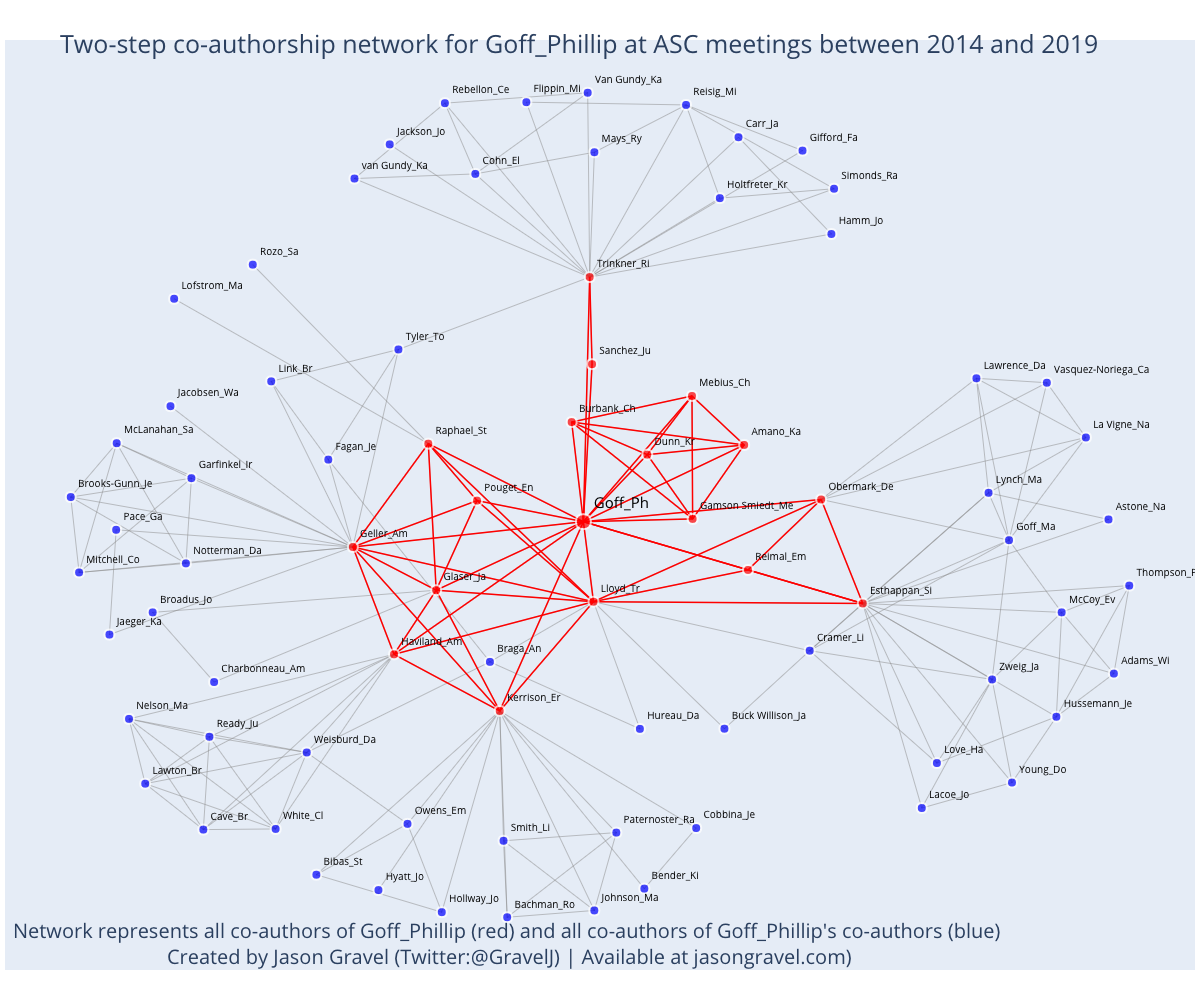 Two-step co-authorship network for Goff_Phillip at ASC meetings between 2014 and 2019
Van Gundy_Ka
Rebellon_Ce
Flippin_Mi
Reisig_Mi
Carr_Ja
Jackson_Jo
Mays_Ry
Gifford_Fa
van Gundy_Ka
Cohn_El
Simonds_Ra
Holtfreter_Kr
Hamm_Jo
Rozo_Sa
Trinkner_Ri
Lofstrom_Ma
Tyler_To
Sanchez_Ju
Link_Br
Lawrence_Da
Vasquez-Noriega_Ca
Mebius_Ch
Jacobsen_Wa
Burbank_Ch
La Vigne_Na
McLanahan_Sa
Raphael_St
Amano_Ka
Fagan_Je
Dunn_Kr
Garfinkel_Ir
Lynch_Ma
Brooks-Gunn_Je
Pouget_En
Obermark_De
Goff_Ph
Gamson Smiedt_Me
Astone_Na
Pace_Ga
Goff_Ma
Geller_Am
Mitchell_Co
Notterman_Da
Reimal_Em
Glaser_Ja
Thompson_R
Lloyd_Tr
Esthappan_Si
Broadus_Jo
McCoy_Ev
Jaeger_Ka
Haviland_Am
Cramer_Li
Braga_An
Charbonneau_Am
Zweig_Ja
Adams_Wi
Kerrison_Er
Nelson_Ma
Hureau_Da
Buck Willison_Ja
Hussemann_Je
Ready_Ju
Weisburd_Da
Love_Ha
Lawton_Br
Young_Do
Lacoe_Jo
Cave_Br
White_Cl
Owens_Em
Smith_Li
Paternoster_Ra
Cobbina_Je
Bibas_St
Hyatt_Jo
Bender_Ki
Hollway_Jo
Bachman_Ro
Johnson_Ma
Network represents all co-authors of Goff_Phillip (red) and all co-authors of Goff_Phillip's co-authors (blue)
Created by Jason Gravel (Twitter:@GravelJ) | Available at jasongravel.com)